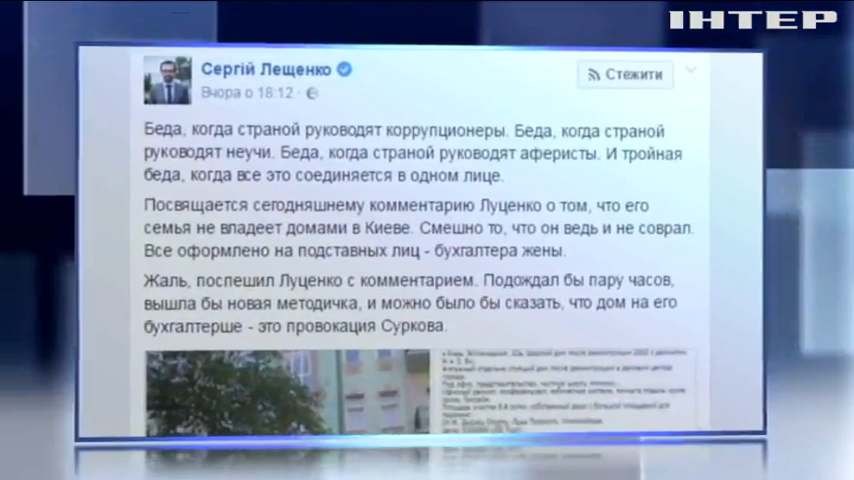 ІНТЕР
Сергій Лещенко
Стежити
Вчора о 18:12 ·
Беда, когда страной руководят коррупционеры. Беда, когда страной
руководят неучи. Беда, когда страной руководят аферисты. И тройная
беда, когда все это соединяется в одном лице.
Посвящается сегодняшнему комментарию Луценко о том, что его
семья не владеет домами в Киеве. Смешно то, что он ведь и не соврал.
Все оформлено на подставных лиц - бухгалтера жены.
Жаль, поспешил Луценко с комментарием. Подождал бы пару часов,
вышла бы новая методичка, и можно было бы сказать, что дом на его
бухгалтерше - это провокация Суркова.